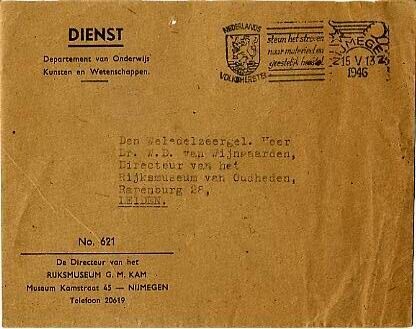 DIENST
Departement van Onderwijs
Kunsten en Wetenschappen.
NEDERLANDS
VOLKSHERSTEL
steun het streven
naar materieel en
geestelijk herstel
NIJMEGEN
15 V 13
1946
Den Weledelzeergel. Heer
Dr. W.D. van Wijngaarden,
Directeur van het
Rijksmuseum van Oudheden,
Rapenburg 28,
LEIDEN.
No. 621
De Directeur van het
RIJKSMUSEUM G. M. KAM
Museum Kamstraat 45 — NIJMEGEN
Telefoon 20619